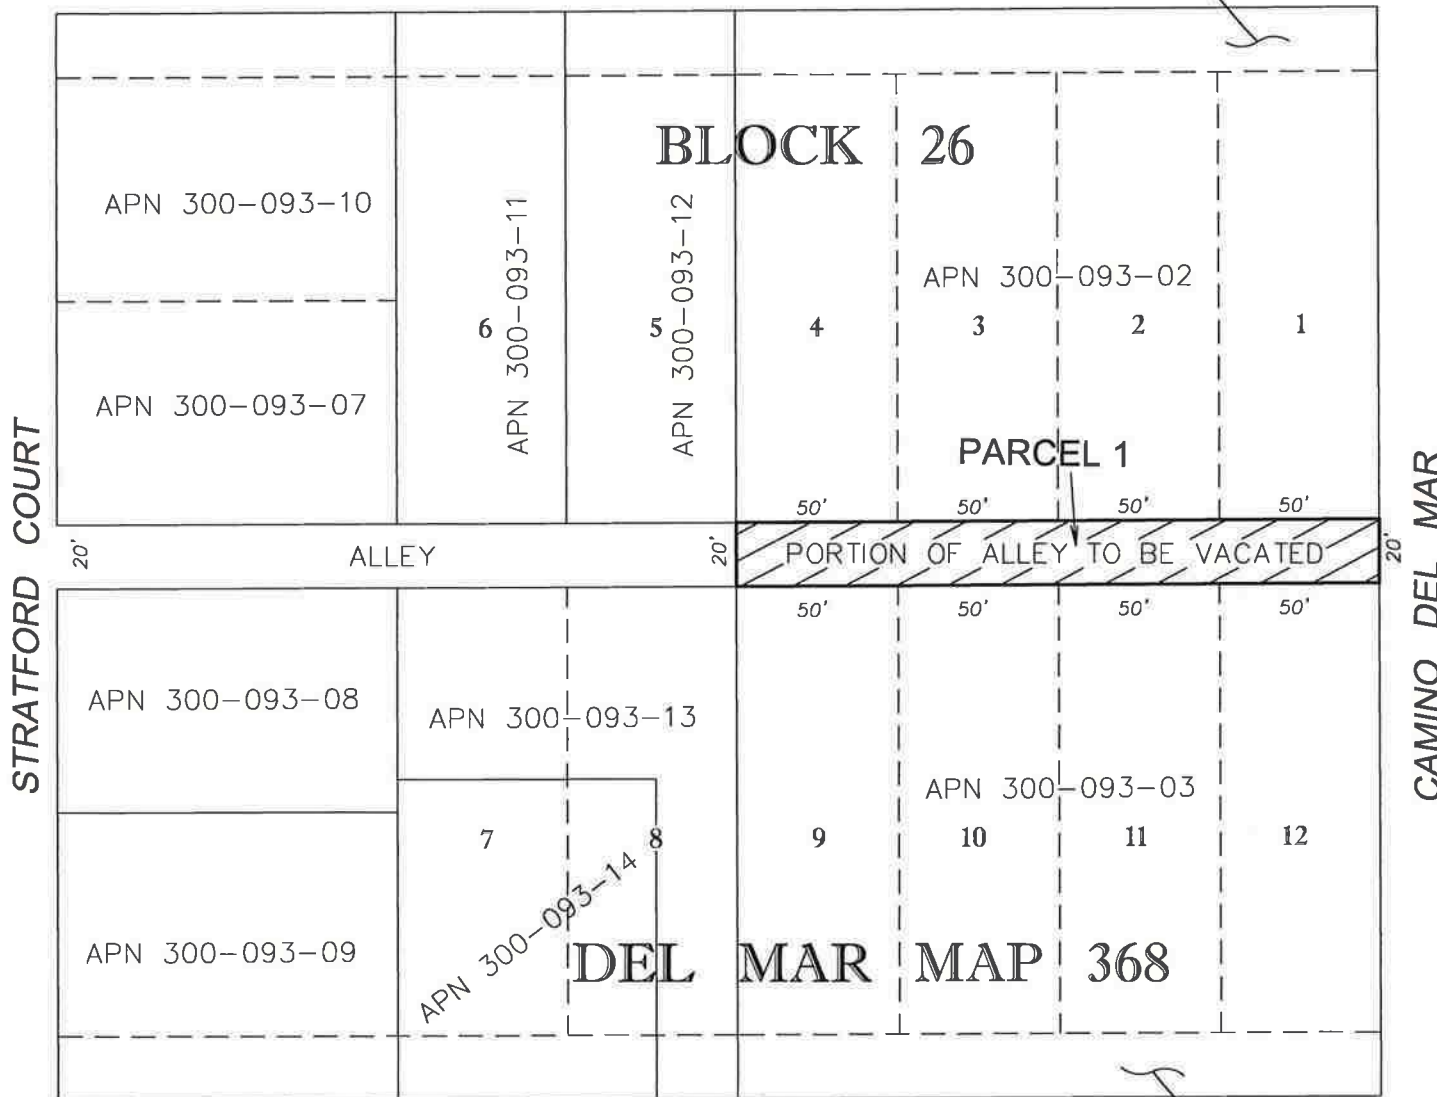 BLOCK 26
APN 300-093-10
APN 300-093-11
APN 300-093-12
APN 300-093-02
6
5
4
3
2
1
APN 300-093-07
PARCEL 1
50'
50'
50'
50'
STRATFORD COURT
20'
ALLEY
20'
PORTION OF ALLEY TO BE VACATED
20'
CAMINO DEL MAR
50'
50'
50'
50'
APN 300-093-08
APN 300-093-13
APN 300-093-03
7
8
9
10
11
12
APN 300-093-14
APN 300-093-09
DEL MAR MAP 368